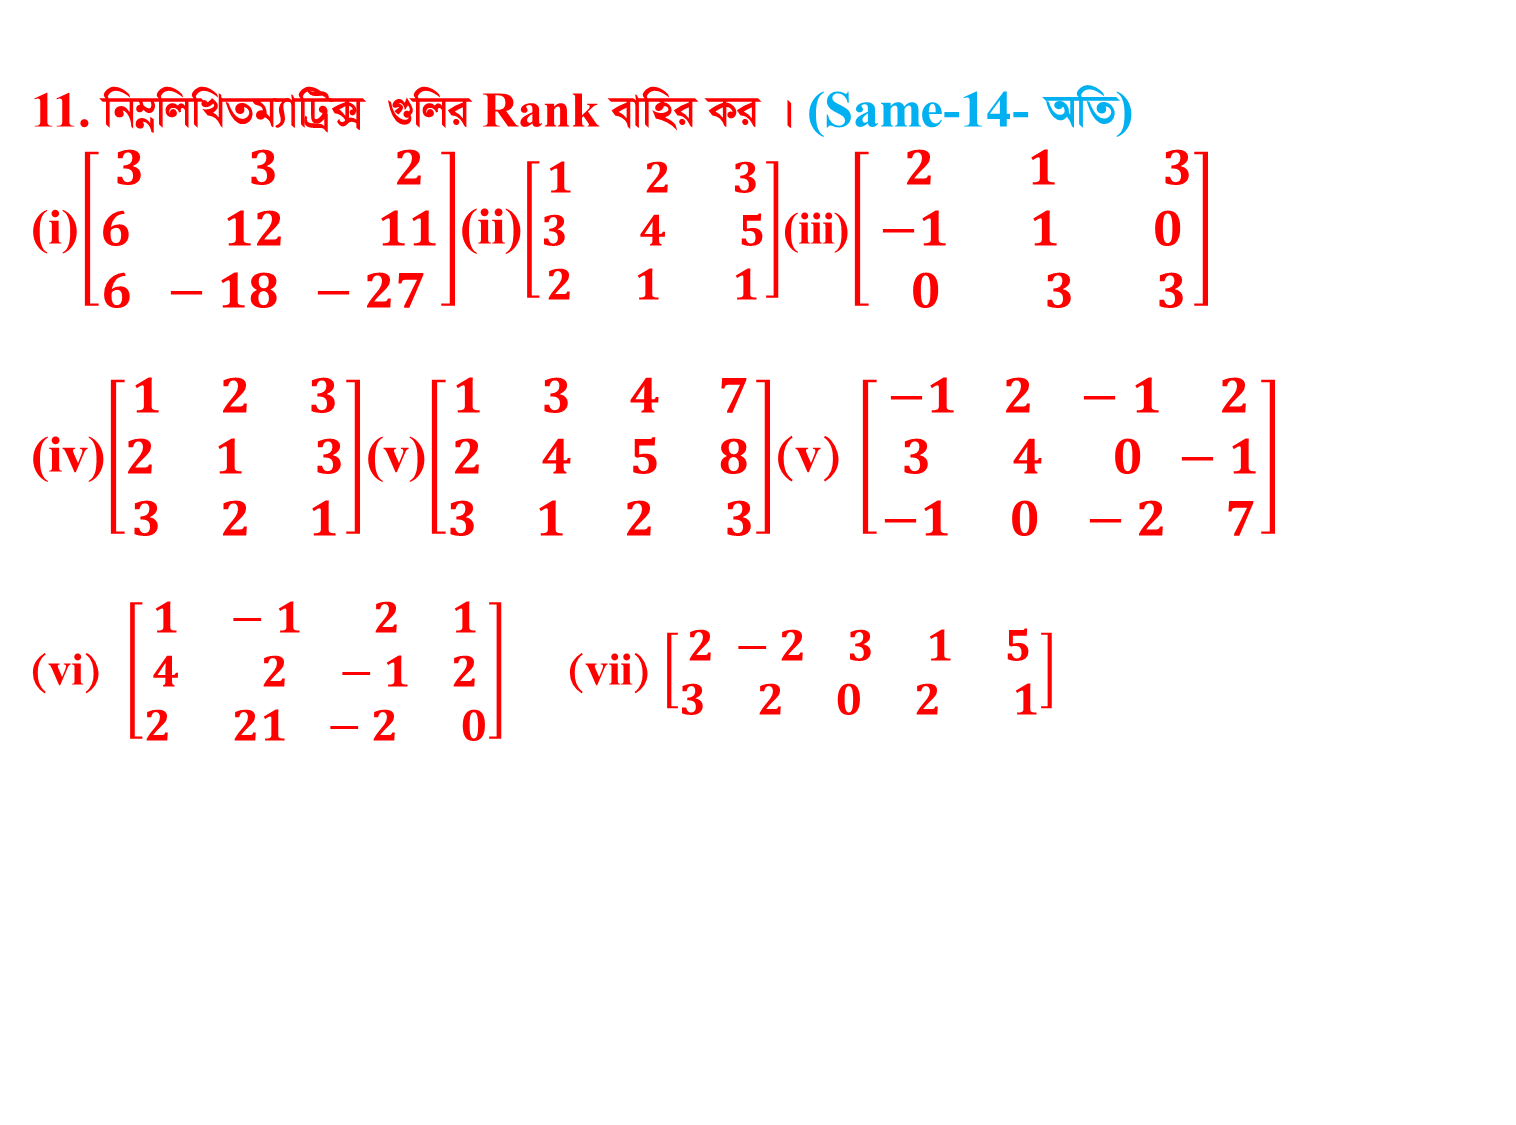 11. নিম্নলিখিতম্যাট্রিক্স গুলির Rank বাহির কর । (Same-14- অতি)
(i) [3 3 2 (ii) [1 2 3 (iii) [2 1 3
6 12 11] 3 4 5] −1 1 0]
6 −18 −27 2 1 1 0 3 3
(iv) [1 2 3 (v) [1 3 4 7 (v) [−1 2 −1 2
2 1 3] 2 4 5 8] 3 4 0 −1]
3 2 1 3 1 2 3 −1 0 −2 7
(vi) [1 −1 2 1 (vii) [2 −2 3 1 5
4 2 −1 2] 3 2 0 2 1]
2 21 −2 0